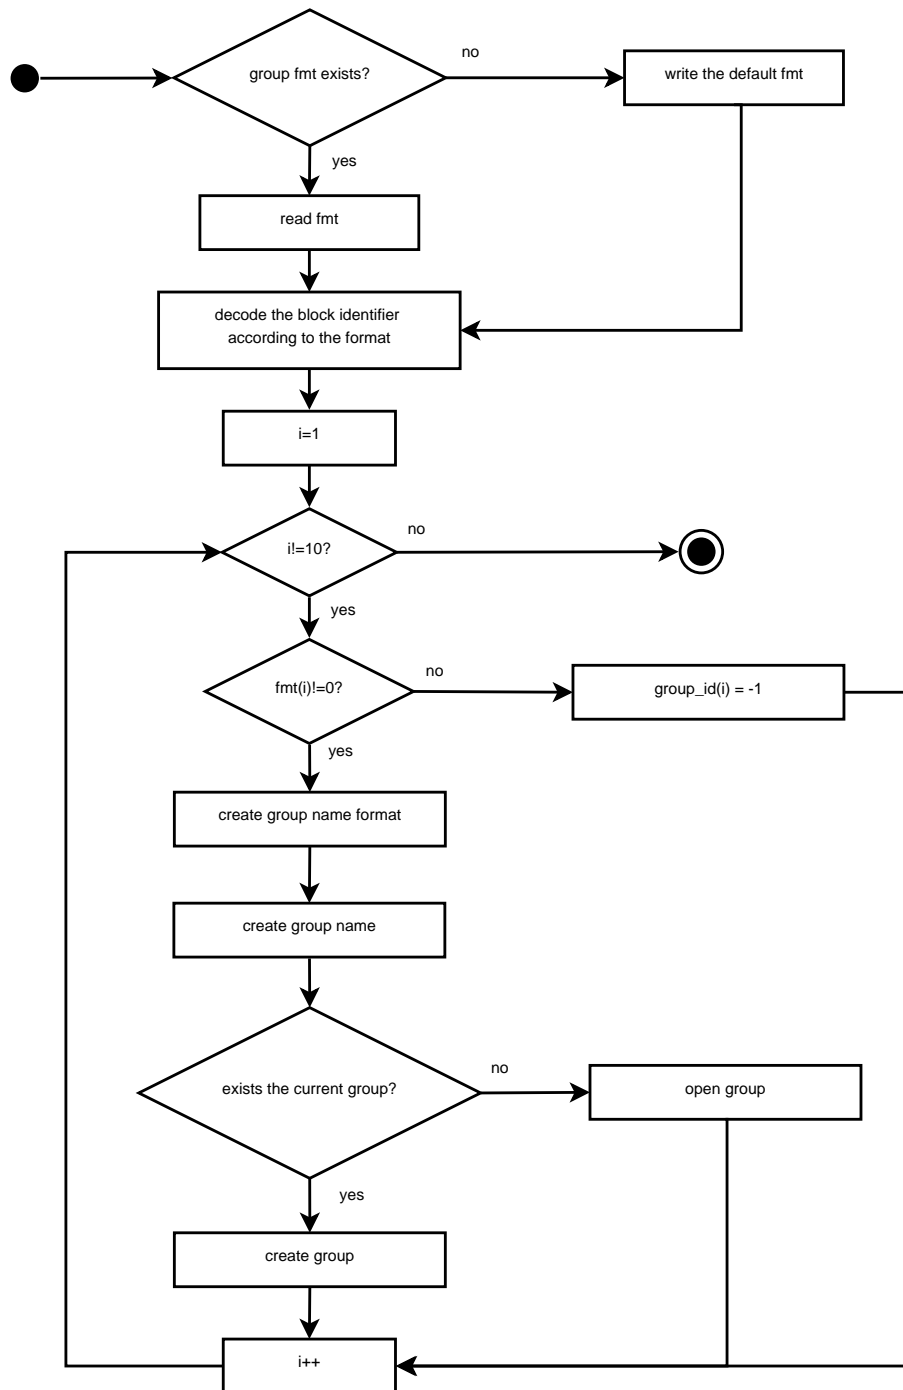 group fmt exists?
no
write the default fmt
yes
read fmt
decode the block identifier
according to the format
i=1
i!=10?
no
yes
fmt(i)!=0?
no
group_id(i) = -1
yes
create group name format
create group name
exists the current group?
no
open group
yes
create group
i++